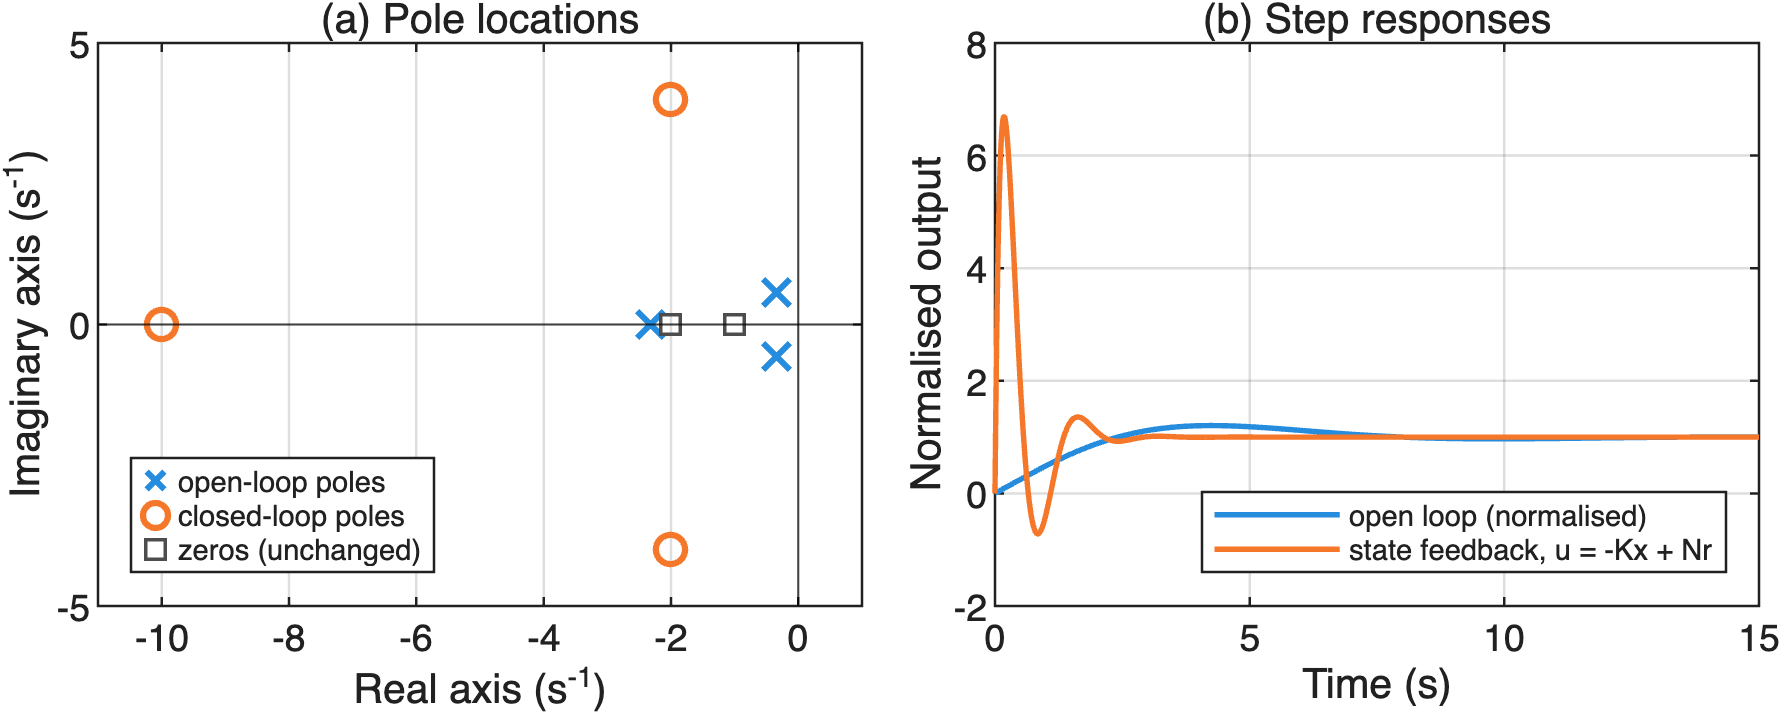 (a) Pole locations
5
0
-5
-10 -8 -6 -4 -2 0
Imaginary axis (s⁻¹)
Real axis (s⁻¹)
open-loop poles
closed-loop poles
zeros (unchanged)
(b) Step responses
8
6
4
2
0
-2
0 5 10 15
Normalised output
Time (s)
open loop (normalised)
state feedback, u = -Kx + Nr